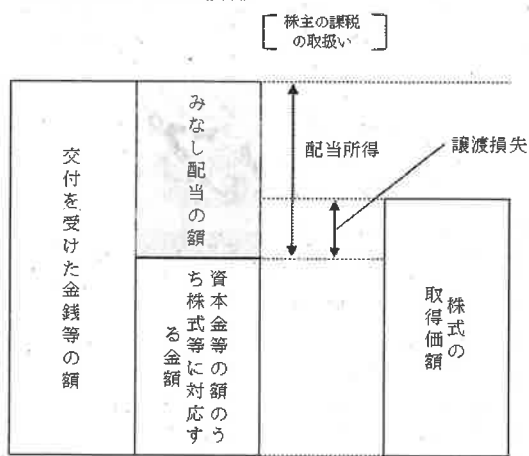 株主の課税
の取扱い
交付を受けた金銭等の額
みなし配当の額
資本金等の額のう
ち株式等に対応す
る金額
配当所得
譲渡損失
株式の
取得価額